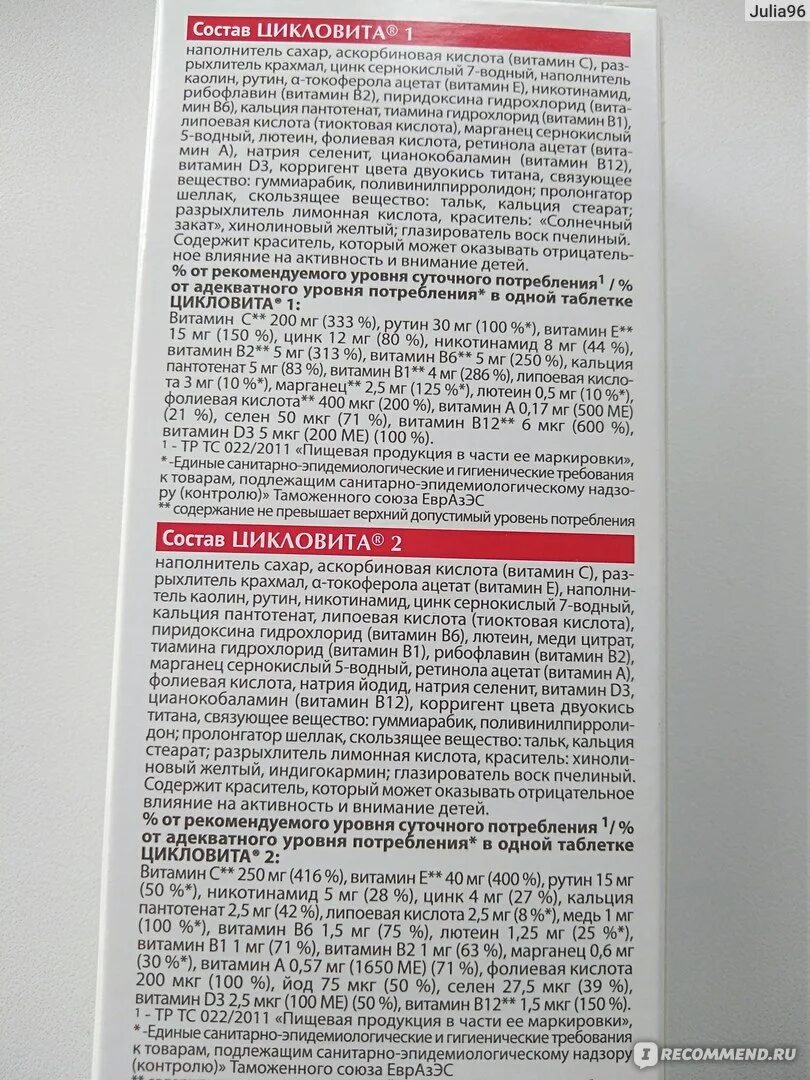 Julia96
Состав ЦИКЛОВИТА® 1
наполнитель сахар, аскорбиновая кислота (витамин С), раз-
рыхлитель крахмал, цинк сернокислый 7-водный, наполнитель
каолин, рутин, α-токоферола ацетат (витамин Е), никотинамид,
рибофлавин (витамин В2), пиридоксина гидрохлорид (вита-
мин В6), кальция пантотенат, тиамина гидрохлорид (витамин В1),
липоевая кислота (тиоктовая кислота), марганец сернокислый
5-водный, лютеин, фолиевая кислота, ретинола ацетат (вита-
мин А), натрия селенит, цианокобаламин (витамин В12),
витамин D3, корригент цвета двуокись титана, связующее
вещество: гуммиарабик, поливинилпирролидон; пролонгатор
шеллак, скользящее вещество: тальк, кальция стеарат;
разрыхлитель лимонная кислота, краситель: «Солнечный
закат», хинолиновый желтый; глазирователь воск пчелиный.
Содержит краситель, который может оказывать отрицатель-
ное влияние на активность и внимание детей.
% от рекомендуемого уровня суточного потребления¹ / %
от адекватного уровня потребления* в одной таблетке
ЦИКЛОВИТА® 1:
Витамин С** 200 мг (333 %), рутин 30 мг (100 %*), витамин Е**
15 мг (150 %), цинк 12 мг (80 %), никотинамид 8 мг (44 %),
витамин В2** 5 мг (313 %), витамин В6** 5 мг (250 %), кальция
пантотенат 5 мг (83 %), витамин В1** 4 мг (286 %), липоевая кисло-
та 3 мг (10 %*), марганец** 2,5 мг (125 %*), лютеин 0,5 мг (10 %*),
фолиевая кислота** 400 мкг (200 %), витамин А 0,17 мг (500 МЕ)
(21 %), селен 50 мкг (71 %), витамин В12** 6 мкг (600 %),
витамин D3 5 мкг (200 МЕ) (100 %).
¹ - ТР ТС 022/2011 «Пищевая продукция в части ее маркировки»,
* -Единые санитарно-эпидемиологические и гигиенические требования
к товарам, подлежащим санитарно-эпидемиологическому надзо-
ру (контролю)» Таможенного союза ЕврАзЭС
** содержание не превышает верхний допустимый уровень потребления
Состав ЦИКЛОВИТА® 2
наполнитель сахар, аскорбиновая кислота (витамин С), раз-
рыхлитель крахмал, α-токоферола ацетат (витамин Е), наполни-
тель каолин, рутин, никотинамид, цинк сернокислый 7-водный,
кальция пантотенат, липоевая кислота (тиоктовая кислота),
пиридоксина гидрохлорид (витамин В6), лютеин, меди цитрат,
тиамина гидрохлорид (витамин В1), рибофлавин (витамин В2),
марганец сернокислый 5-водный, ретинола ацетат (витамин А),
фолиевая кислота, натрия йодид, натрия селенит, витамин D3,
цианокобаламин (витамин В12), корригент цвета двуокись
титана, связующее вещество: гуммиарабик, поливинилпирроли-
дон; пролонгатор шеллак, скользящее вещество: тальк, кальция
стеарат; разрыхлитель лимонная кислота, краситель: хиноли-
новый желтый, индигокармин; глазирователь воск пчелиный.
Содержит краситель, который может оказывать отрицательное
влияние на активность и внимание детей.
% от рекомендуемого уровня суточного потребления ¹/ %
от адекватного уровня потребления* в одной таблетке
ЦИКЛОВИТА® 2:
Витамин С** 250 мг (416 %), витамин Е** 40 мг (400 %), рутин 15 мг
(50 %*), никотинамид 5 мг (28 %), цинк 4 мг (27 %), кальция
пантотенат 2,5 мг (42 %), липоевая кислота 2,5 мг (8 %*), медь 1 мг
(100 %*), витамин В6 1,5 мг (75 %), лютеин 1,25 мг (25 %*),
витамин В1 1 мг (71 %), витамин В2 1 мг (63 %), марганец 0,6 мг
(30 %*), витамин А 0,57 мг (1650 МЕ) (71 %), фолиевая кислота
200 мкг (100 %), йод 75 мкг (50 %), селен 27,5 мкг (39 %),
витамин D3 2,5 мкг (100 МЕ) (50 %), витамин В12** 1,5 мкг (150 %).
¹ - ТР ТС 022/2011 «Пищевая продукция в части ее маркировки»,
* -Единые санитарно-эпидемиологические и гигиенические требования
к товарам, подлежащим санитарно-эпидемиологическому надзору
(контролю)» Таможенного союза ЕврАзЭС
IRECOMMEND.RU